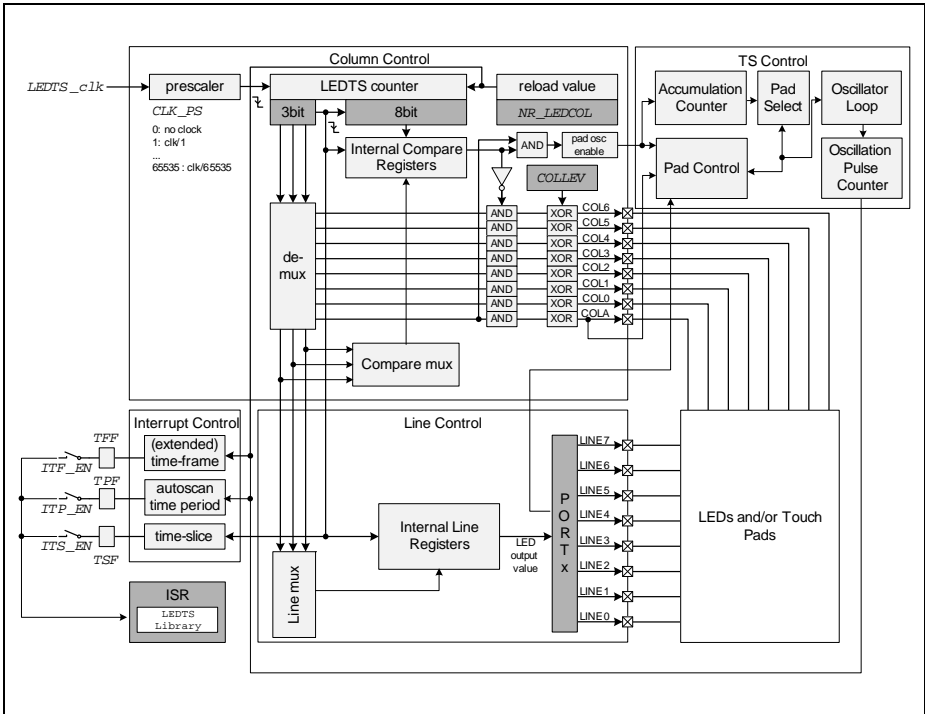 Column Control
TS Control
LEDTS_clk
prescaler
CLK_PS
0: no clock
1: clk/1
...
65535 : clk/65535
LEDTS counter
3bit
8bit
reload value
NR_LEDCOL
Internal Compare
Registers
AND
pad osc
enable
COLLEV
Accumulation
Counter
Pad
Select
Oscillator
Loop
Pad Control
Oscillation
Pulse
Counter
de-
mux
AND
AND
AND
AND
AND
AND
AND
AND
XOR
XOR
XOR
XOR
XOR
XOR
XOR
XOR
COL6
COL5
COL4
COL3
COL2
COL1
COL0
COLA
Compare mux
Interrupt Control
TFF
(extended)
time-frame
ITF_EN
TPF
autoscan
time period
ITP_EN
time-slice
ITS_EN
TSF
ISR
LEDTS
Library
Line Control
Line mux
Internal Line
Registers
LED
output
value
PORTx
LINE7
LINE6
LINE5
LINE4
LINE3
LINE2
LINE1
LINE0
LEDs and/or Touch
Pads